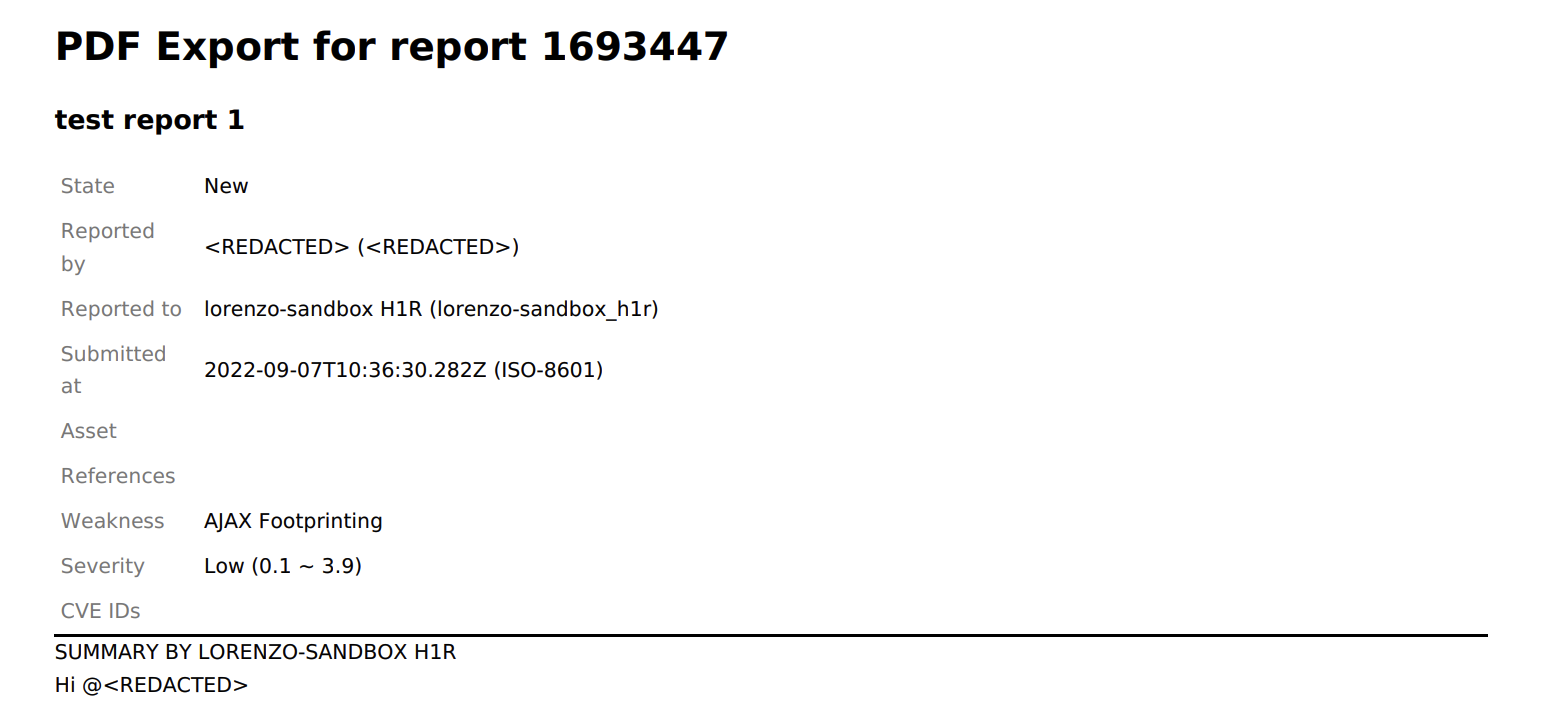 PDF Export for report 1693447
test report 1
State New
Reported by <REDACTED> (<REDACTED>)
Reported to lorenzo-sandbox H1R (lorenzo-sandbox_h1r)
Submitted at 2022-09-07T10:36:30.282Z (ISO-8601)
Asset
References
Weakness AJAX Footprinting
Severity Low (0.1 ~ 3.9)
CVE IDs
SUMMARY BY LORENZO-SANDBOX H1R
Hi @<REDACTED>